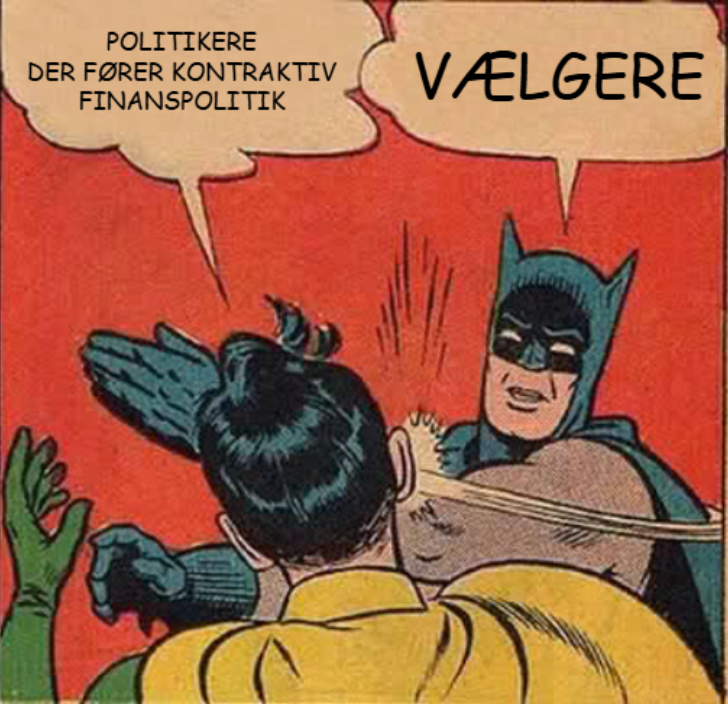 POLITIKERE
DER FØRER KONTRAKTIV
FINANSPOLITIK
VÆLGERE